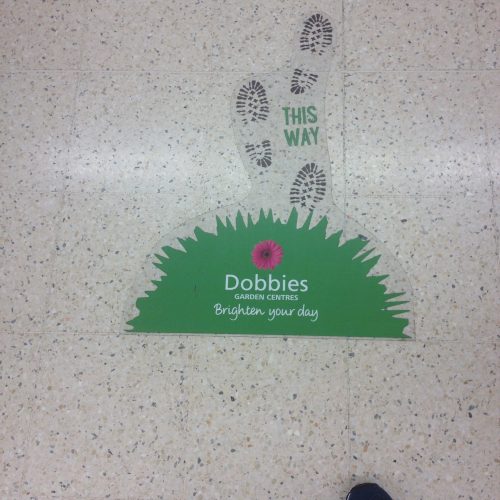 THIS
WAY
Dobbies
GARDEN CENTRES
Brighten your day